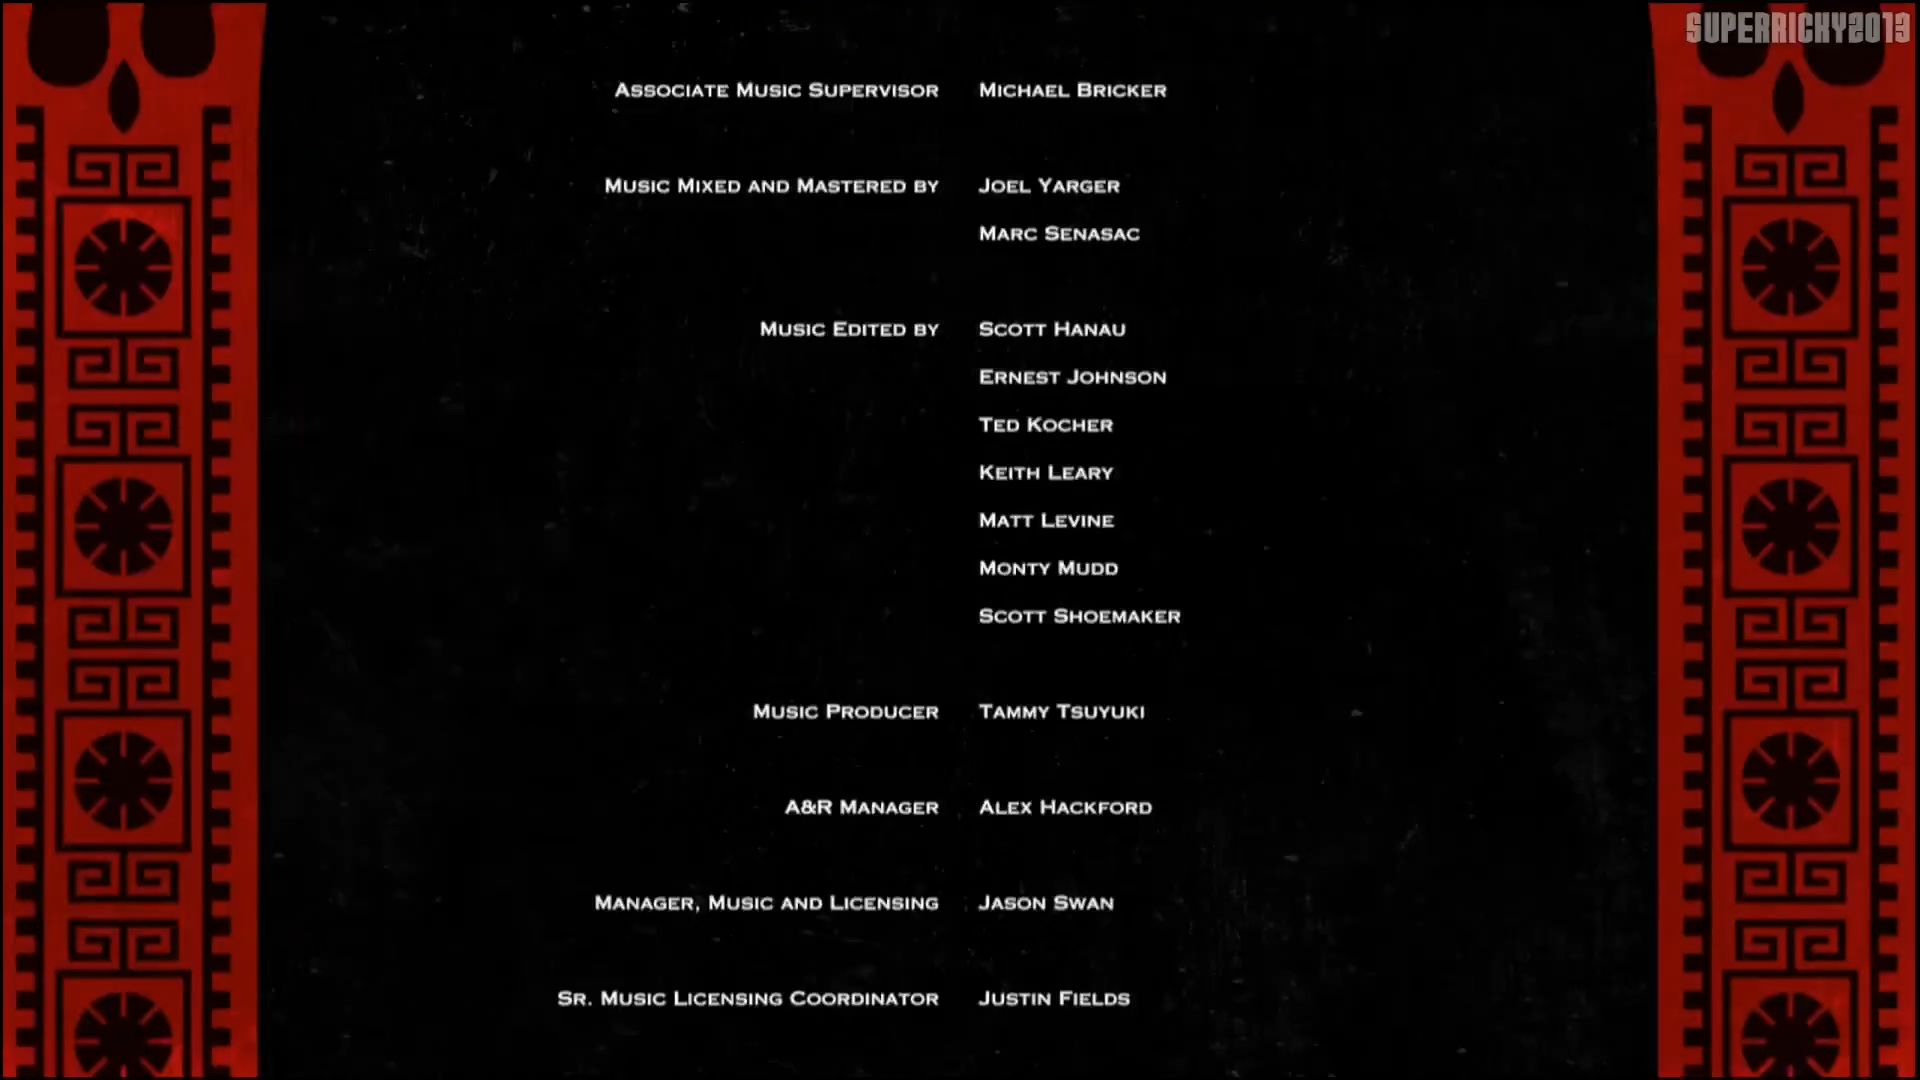 SUPERRICKY2013
Associate Music Supervisor Michael Bricker
Music Mixed and Mastered by Joel Yarger
Marc Senasac
Music Edited by Scott Hanau
Ernest Johnson
Ted Kocher
Keith Leary
Matt Levine
Monty Mudd
Scott Shoemaker
Music Producer Tammy Tsuyuki
A&R Manager Alex Hackford
Manager, Music and Licensing Jason Swan
Sr. Music Licensing Coordinator Justin Fields